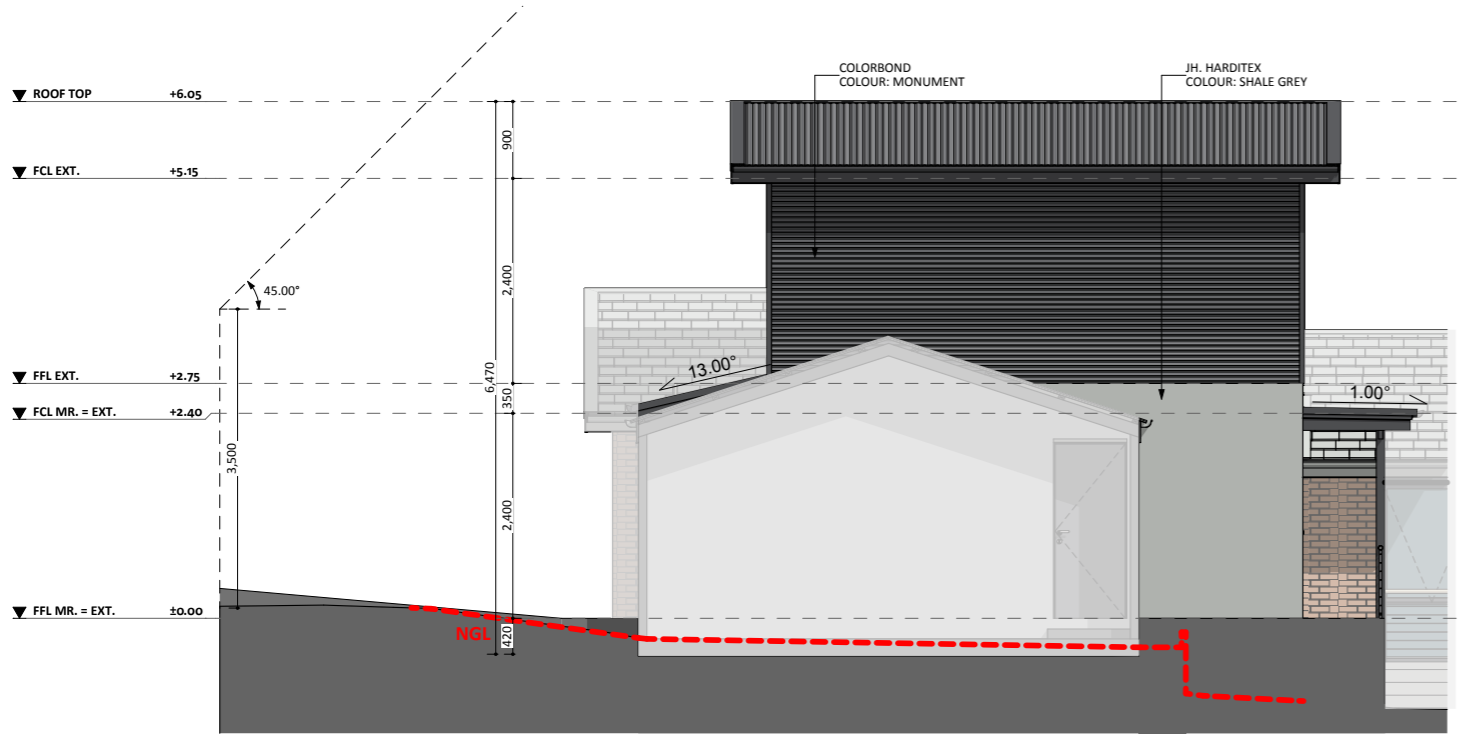 COLORBOND
COLOUR: MONUMENT
JH. HARDITEX
COLOUR: SHALE GREY
ROOF TOP +6.05
900
FCL EXT. +5.15
2,400
45.00°
13.00°
FFL EXT. +2.75
6,470
350
1.00°
FCL MR. = EXT. +2.40
3,500
2,400
FFL MR. = EXT. ±0.00
NGL
420